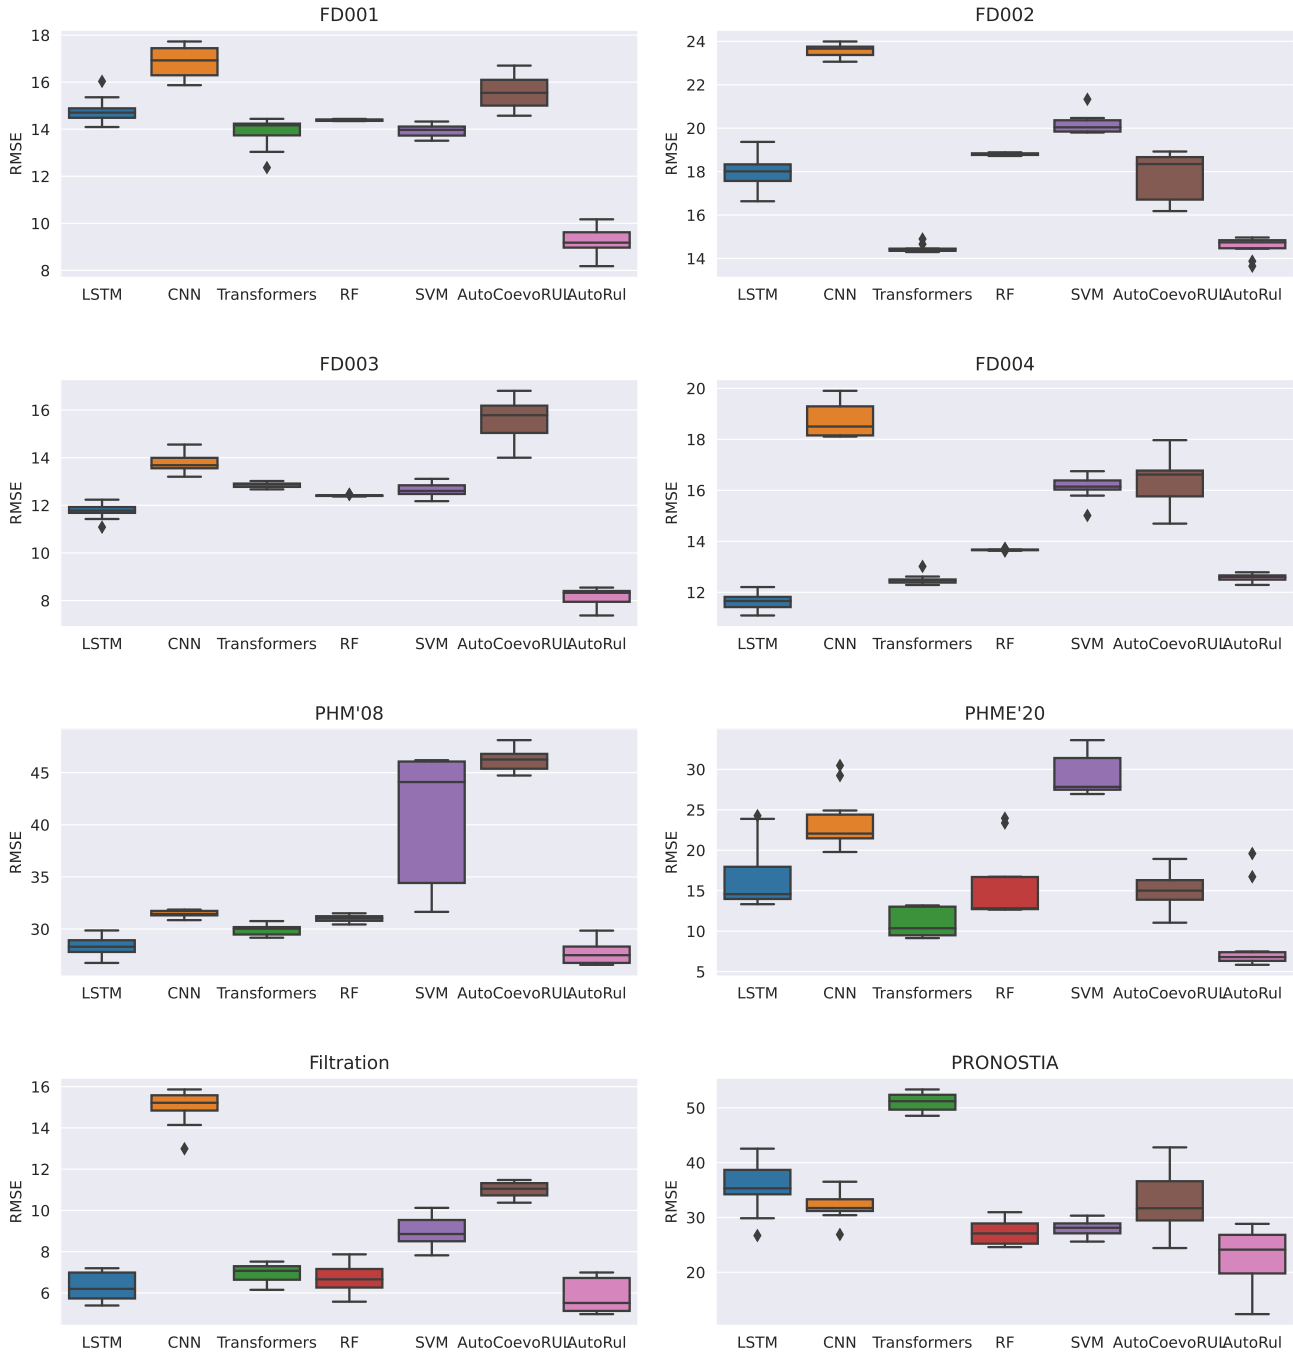 FD001
18
16
14
12
10
8
RMSE
LSTM CNN Transformers RF SVM AutoCoevoRUL AutoRul
FD002
24
22
20
18
16
14
RMSE
LSTM CNN Transformers RF SVM AutoCoevoRUL AutoRul
FD003
16
14
12
10
8
RMSE
LSTM CNN Transformers RF SVM AutoCoevoRUL AutoRul
FD004
20
18
16
14
12
RMSE
LSTM CNN Transformers RF SVM AutoCoevoRUL AutoRul
PHM'08
45
40
35
30
RMSE
LSTM CNN Transformers RF SVM AutoCoevoRUL AutoRul
PHME'20
30
25
20
15
10
5
RMSE
LSTM CNN Transformers RF SVM AutoCoevoRUL AutoRul
Filtration
16
14
12
10
8
6
RMSE
LSTM CNN Transformers RF SVM AutoCoevoRUL AutoRul
PRONOSTIA
50
40
30
20
RMSE
LSTM CNN Transformers RF SVM AutoCoevoRUL AutoRul